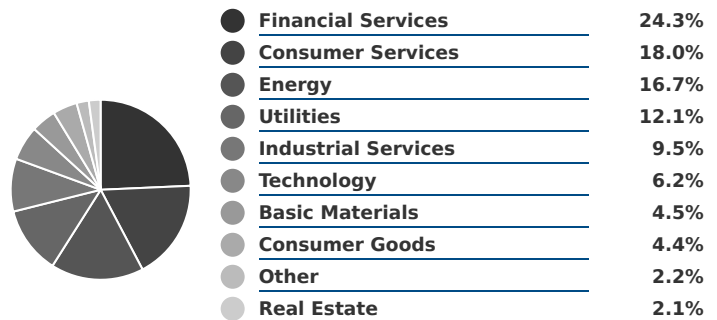 Financial Services 24.3%
Consumer Services 18.0%
Energy 16.7%
Utilities 12.1%
Industrial Services 9.5%
Technology 6.2%
Basic Materials 4.5%
Consumer Goods 4.4%
Other 2.2%
Real Estate 2.1%